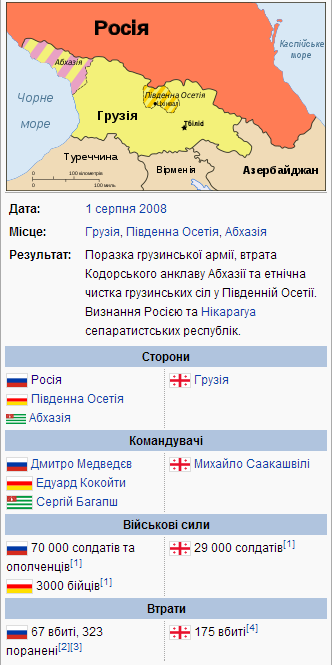 Росія
Абхазія
Каспійське
море
Південна Осетія
Цхінвал
Чорне
море
Грузія
Тбілісі
Туреччина
Вірменія
Азербайджан
0 100 кілометрів
0 100 миль
Дата: 1 серпня 2008
Місце: Грузія, Південна Осетія, Абхазія
Результат: Поразка грузинської армії, втрата
Кодорського анклаву Абхазії та етнічна
чистка грузинських сіл у Південній Осетії.
Визнання Росією та Нікарагуа
сепаратистських республік.
Сторони
Росія Грузія
Південна Осетія
Абхазія
Командувачі
Дмитро Медведєв Михайло Саакашвілі
Едуард Кокойти
Сергій Багапш
Військові сили
70 000 солдатів та 29 000 солдатів[1]
ополченців[1]
3000 бійців[1]
Втрати
67 вбиті, 323 175 вбиті[4]
поранені[2][3]